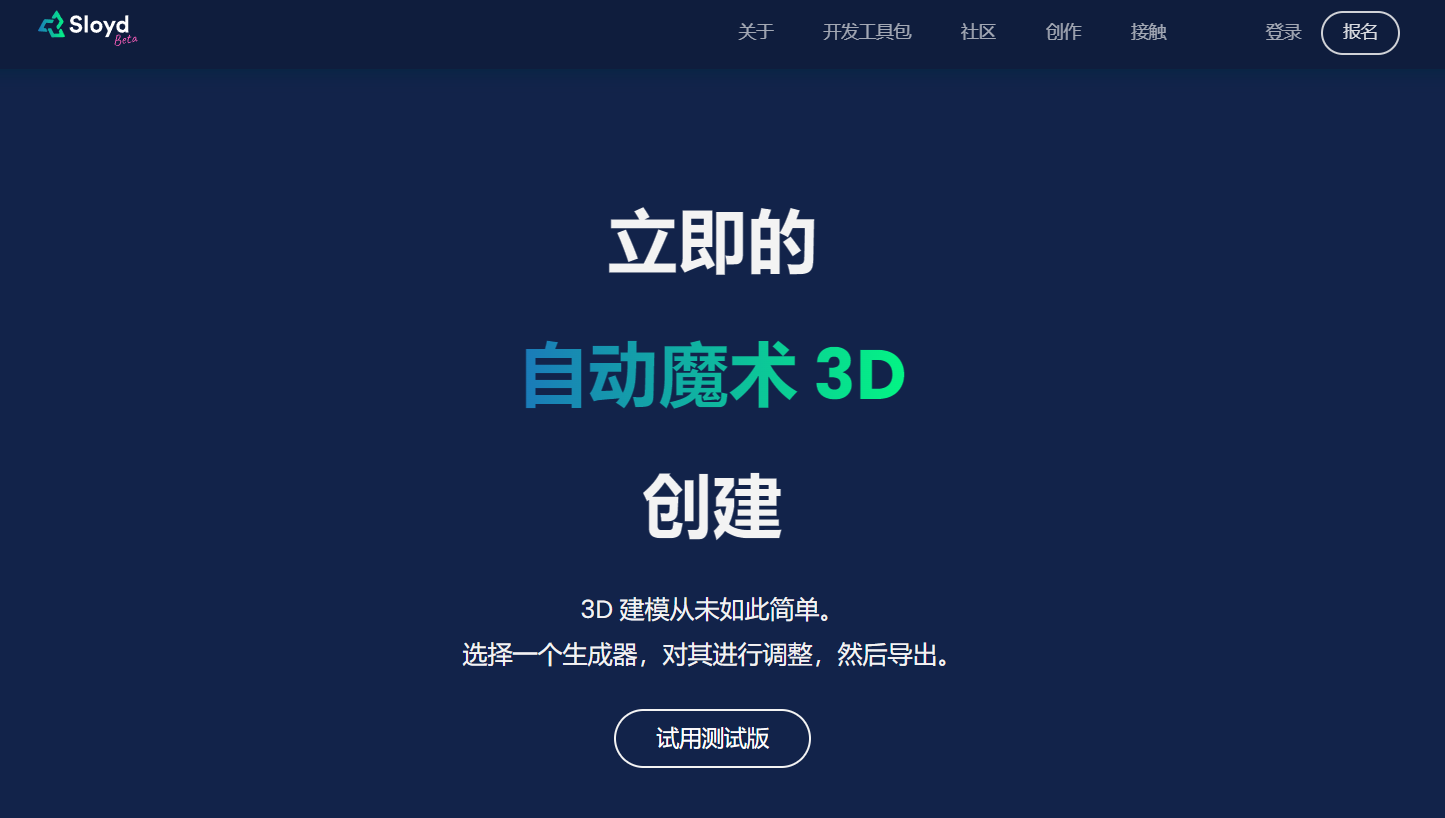 Sloyd
Beta
关于 开发工具包 社区 创作 接触 登录 报名
立即的
自动魔术 3D
创建
3D 建模从未如此简单。
选择一个生成器，对其进行调整，然后导出。
试用测试版